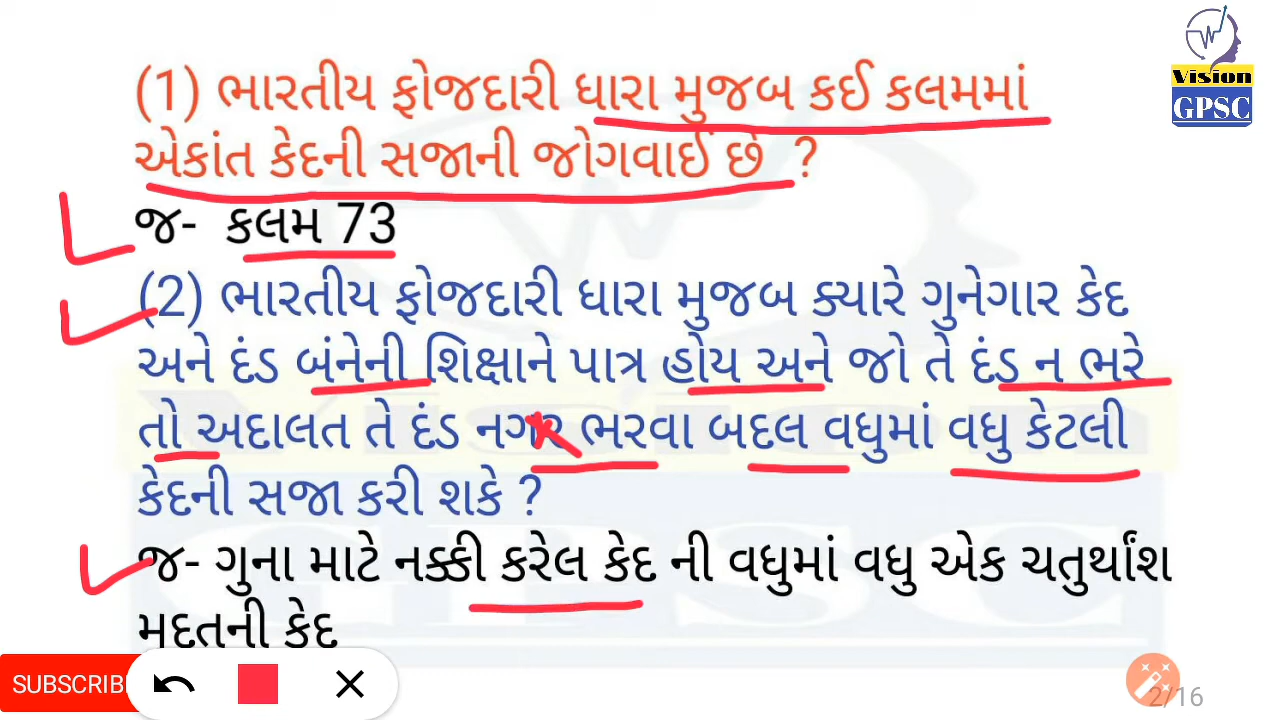 Vision
GPSC
(1) ભારતીય ફોજદારી ધારા મુજબ કઈ કલમમાં
એકાંત કેદની સજાની જોગવાઈ છે ?
જ- કલમ 73
(2) ભારતીય ફોજદારી ધારા મુજબ ક્યારે ગુનેગાર કેદ
અને દંડ બંનેની શિક્ષાને પાત્ર હોય અને જો તે દંડ ન ભરે
તો અદાલત તે દંડ નગર ભરવા બદલ વધુમાં વધુ કેટલી
કેદની સજા કરી શકે ?
જ- ગુના માટે નક્કી કરેલ કેદ ની વધુમાં વધુ એક ચતુર્થાંશ
મુદતની કેદ
SUBSCRIB
2/16